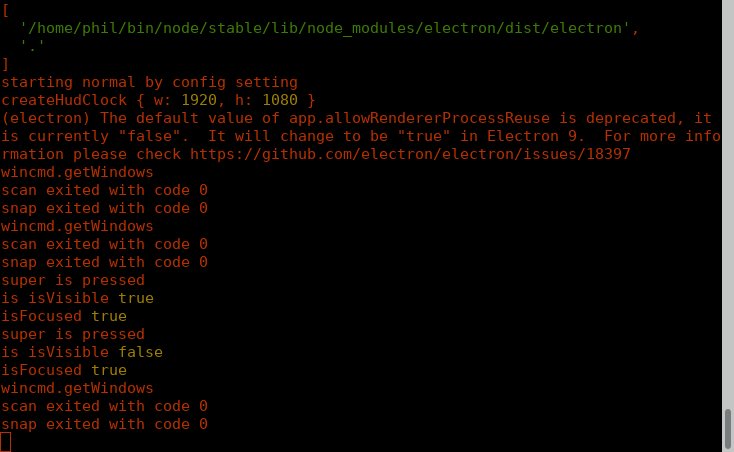 [
  '/home/phil/bin/node/stable/lib/node_modules/electron/dist/electron',
  '.'
]
starting normal by config setting
createHudClock { w: 1920, h: 1080 }
(electron) The default value of app.allowRendererProcessReuse is deprecated, it
is currently "false".  It will change to be "true" in Electron 9.  For more info
rmation please check https://github.com/electron/electron/issues/18397
wincmd.getWindows
scan exited with code 0
snap exited with code 0
wincmd.getWindows
scan exited with code 0
snap exited with code 0
super is pressed
is isVisible true
isFocused true
super is pressed
is isVisible false
isFocused true
wincmd.getWindows
scan exited with code 0
snap exited with code 0